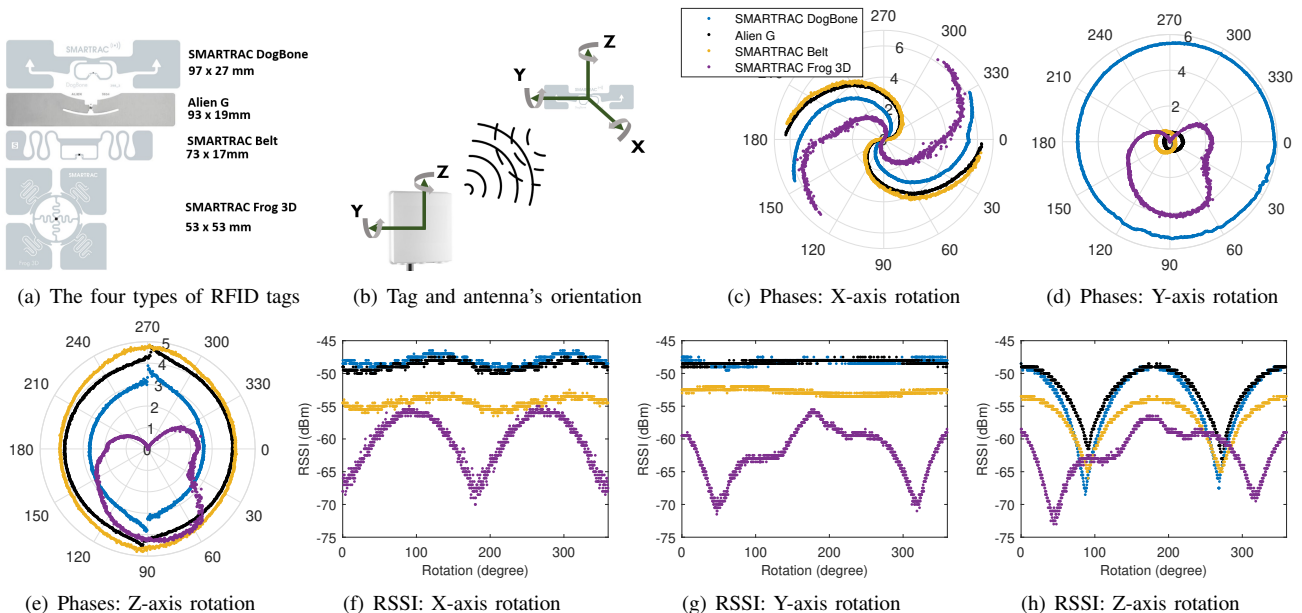 SMARTRAC
DogBone
SMARTRAC DogBone
97 x 27 mm
Alien G
93 x 19mm
SMARTRAC Belt
73 x 17mm
SMARTRAC
Frog 3D
SMARTRAC Frog 3D
53 x 53 mm
(a) The four types of RFID tags
Z
Y
X
Z
Y
(b) Tag and antenna's orientation
SMARTRAC DogBone
Alien G
SMARTRAC Belt
SMARTRAC Frog 3D
270
300
330
0
30
60
90
120
150
180
210
2
4
6
(c) Phases: X-axis rotation
270
300
330
0
30
60
90
120
150
180
210
240
0
2
4
6
(d) Phases: Y-axis rotation
270
300
330
0
30
60
90
120
150
180
210
240
0
1
2
3
4
5
(e) Phases: Z-axis rotation
-45
-50
-55
-60
-65
-70
-75
RSSI (dBm)
0 100 200 300
Rotation (degree)
(f) RSSI: X-axis rotation
-45
-50
-55
-60
-65
-70
-75
RSSI (dBm)
0 100 200 300
Rotation (degree)
(g) RSSI: Y-axis rotation
-45
-50
-55
-60
-65
-70
-75
RSSI (dBm)
0 100 200 300
Rotation (degree)
(h) RSSI: Z-axis rotation